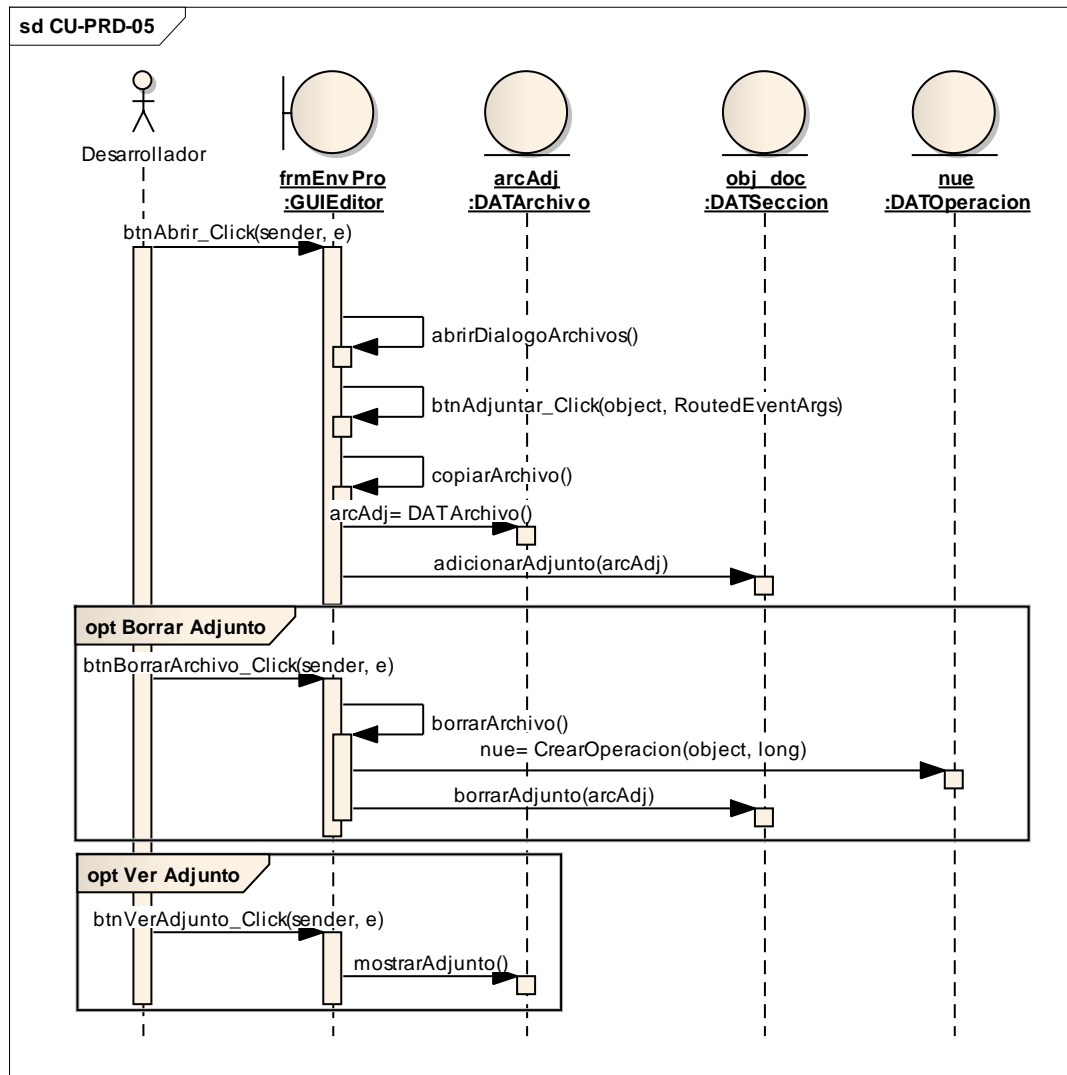 sd CU-PRD-05
Desarrollador
frmEnvPro
:GUIEditor
arcAdj
:DATArchivo
obj_doc
:DATSeccion
nue
:DATOperacion
btnAbrir_Click(sender, e)
abrirDialogoArchivos()
btnAdjuntar_Click(object, RoutedEventArgs)
copiarArchivo()
arcAdj= DATArchivo()
adicionarAdjunto(arcAdj)
opt Borrar Adjunto
btnBorrarArchivo_Click(sender, e)
borrarArchivo()
nue= CrearOperacion(object, long)
borrarAdjunto(arcAdj)
opt Ver Adjunto
btnVerAdjunto_Click(sender, e)
mostrarAdjunto()